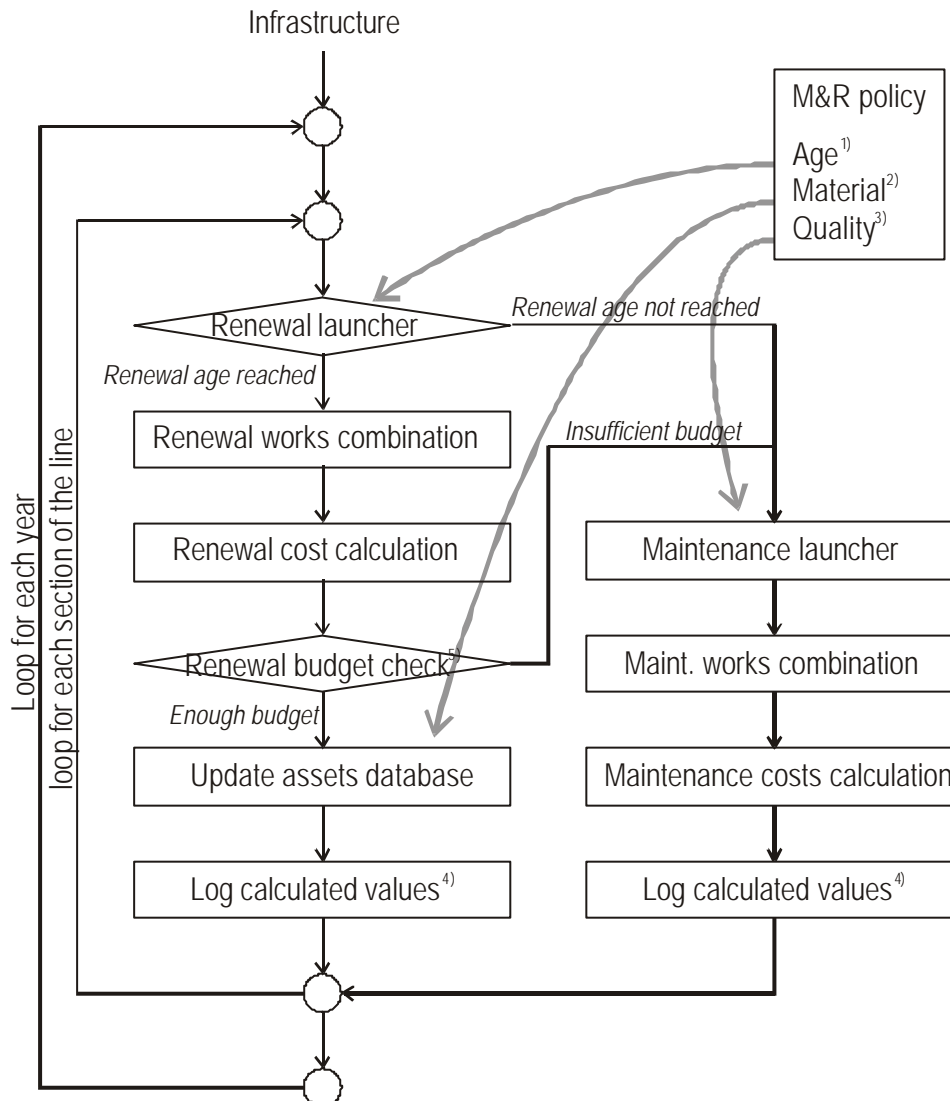 Infrastructure
M&R policy
Age1)
Material2)
Quality3)
Renewal launcher
Renewal age not reached
Renewal age reached
Renewal works combination
Insufficient budget
Renewal cost calculation
Maintenance launcher
Renewal budget check5)
Maint. works combination
Enough budget
Update assets database
Maintenance costs calculation
Log calculated values4)
Log calculated values4)
Loop for each year
loop for each section of the line